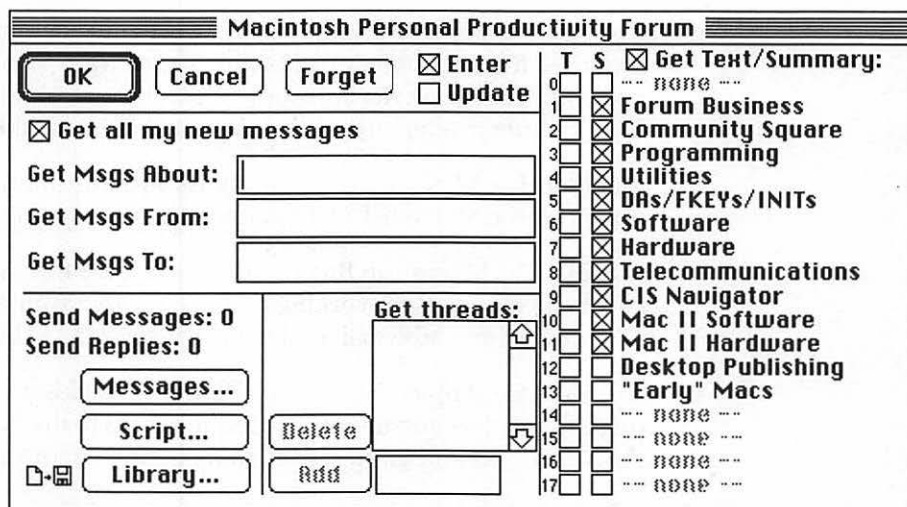 Macintosh Personal Productivity Forum
OK
Cancel
Forget
Enter
Update
Get all my new messages
Get Msgs About:
Get Msgs From:
Get Msgs To:
Send Messages: 0
Send Replies: 0
Messages...
Script...
Library...
Get threads:
Delete
Add
T S Get Text/Summary:
0 -- none --
1 Forum Business
2 Community Square
3 Programming
4 Utilities
5 DAs/FKEYs/INITs
6 Software
7 Hardware
8 Telecommunications
9 CIS Navigator
10 Mac II Software
11 Mac II Hardware
12 Desktop Publishing
13 "Early" Macs
14 -- none --
15 -- none --
16 -- none --
17 -- none --